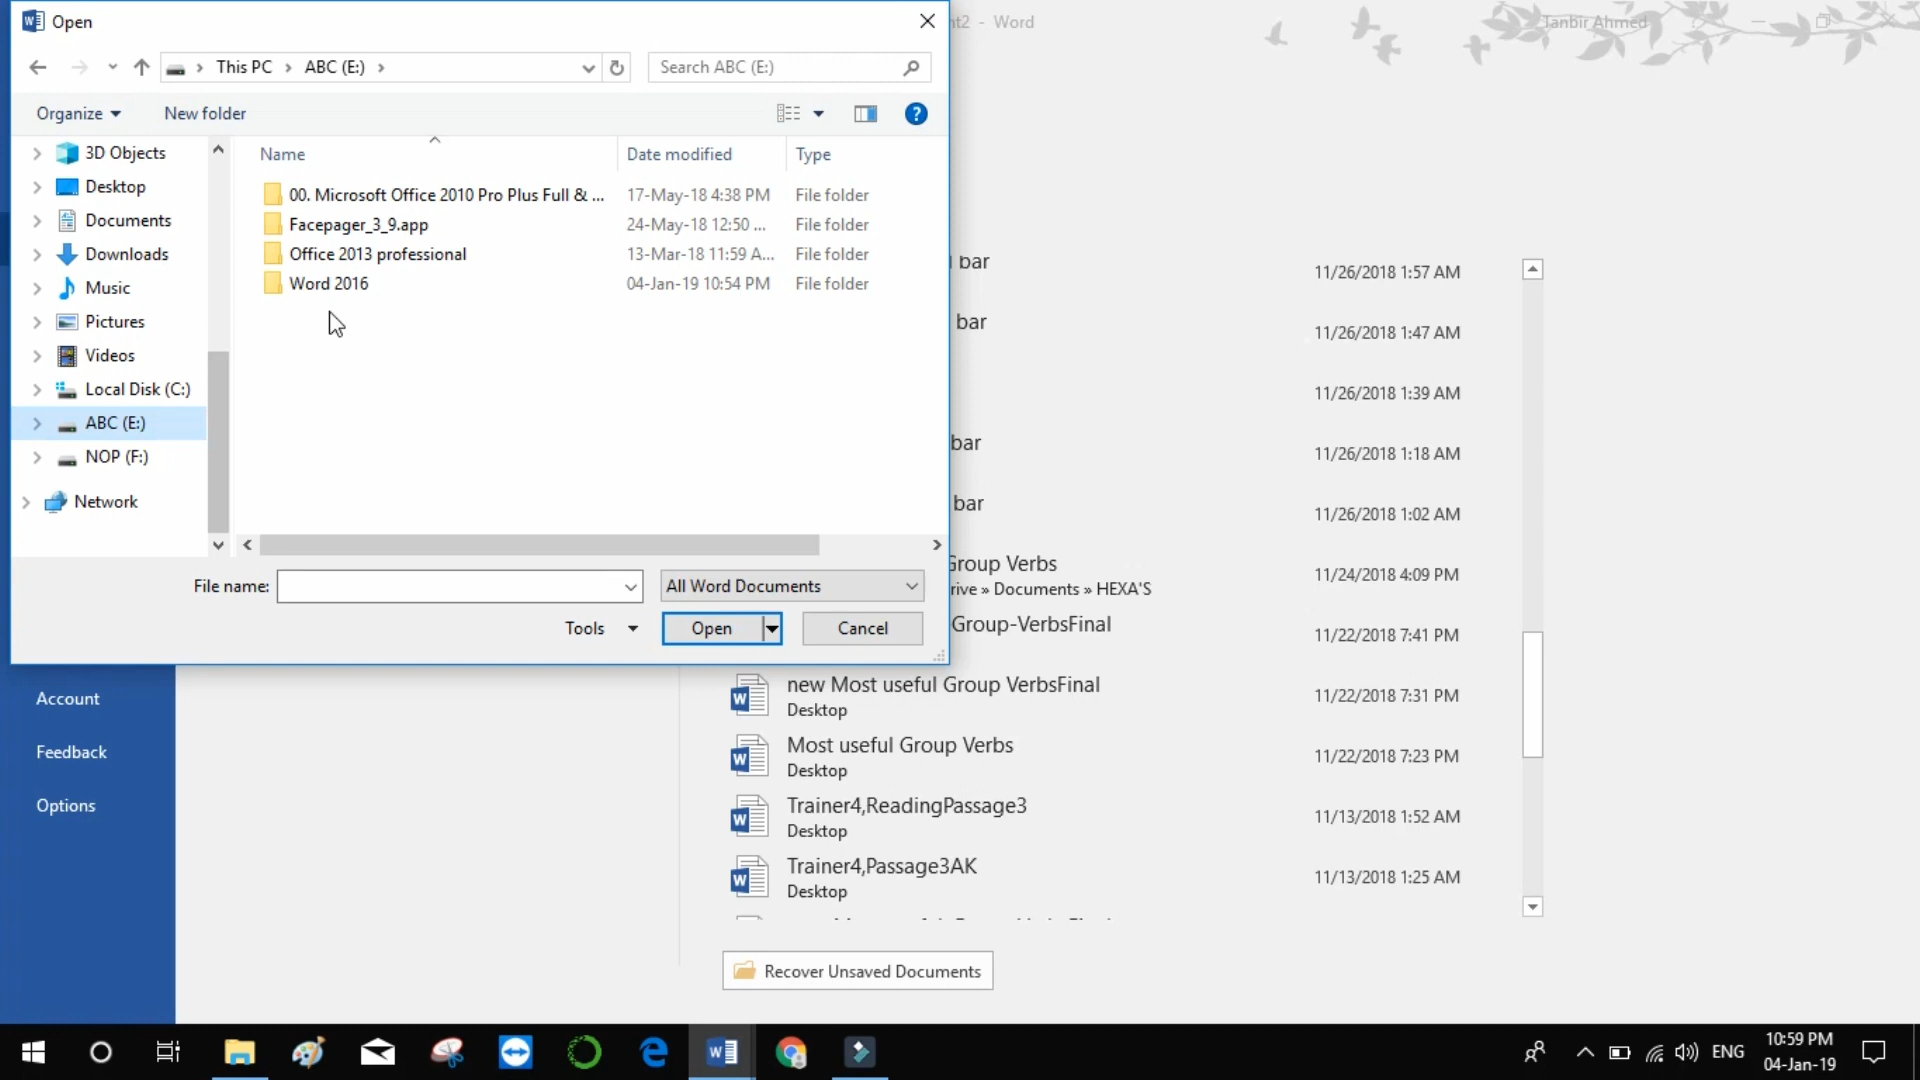 Open
nt2 - Word
Tanbir Ahmed
This PC
ABC (E:)
Search ABC (E:)
Organize
New folder
3D Objects
Desktop
Documents
Downloads
Music
Pictures
Videos
Local Disk (C:)
ABC (E:)
NOP (F:)
Network
Name
Date modified
Type
00. Microsoft Office 2010 Pro Plus Full & ...
17-May-18 4:38 PM
File folder
Facepager_3_9.app
24-May-18 12:50 ...
File folder
Office 2013 professional
13-Mar-18 11:59 A...
File folder
Word 2016
04-Jan-19 10:54 PM
File folder
File name:
All Word Documents
Tools
Open
Cancel
bar
11/26/2018 1:57 AM
bar
11/26/2018 1:47 AM
11/26/2018 1:39 AM
bar
11/26/2018 1:18 AM
bar
11/26/2018 1:02 AM
Group Verbs
rive » Documents » HEXA'S
11/24/2018 4:09 PM
Group-VerbsFinal
11/22/2018 7:41 PM
new Most useful Group VerbsFinal
Desktop
11/22/2018 7:31 PM
Most useful Group Verbs
Desktop
11/22/2018 7:23 PM
Trainer4,ReadingPassage3
Desktop
11/13/2018 1:52 AM
Trainer4,Passage3AK
Desktop
11/13/2018 1:25 AM
Recover Unsaved Documents
Account
Feedback
Options
ENG
10:59 PM
04-Jan-19